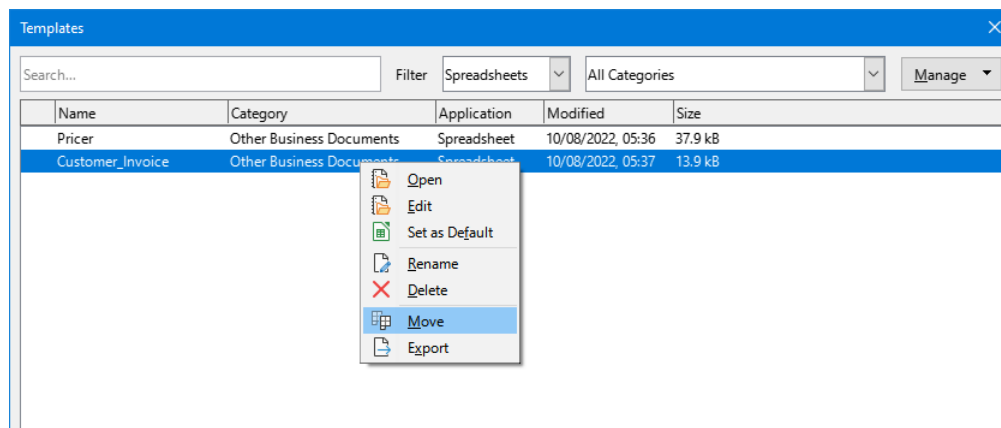 Templates
Search... Filter Spreadsheets All Categories Manage
Name Category Application Modified Size
Pricer Other Business Documents Spreadsheet 10/08/2022, 05:36 37.9 kB
Customer_Invoice Other Business Documents Spreadsheet 10/08/2022, 05:37 13.9 kB
Open
Edit
Set as Default
Rename
Delete
Move
Export